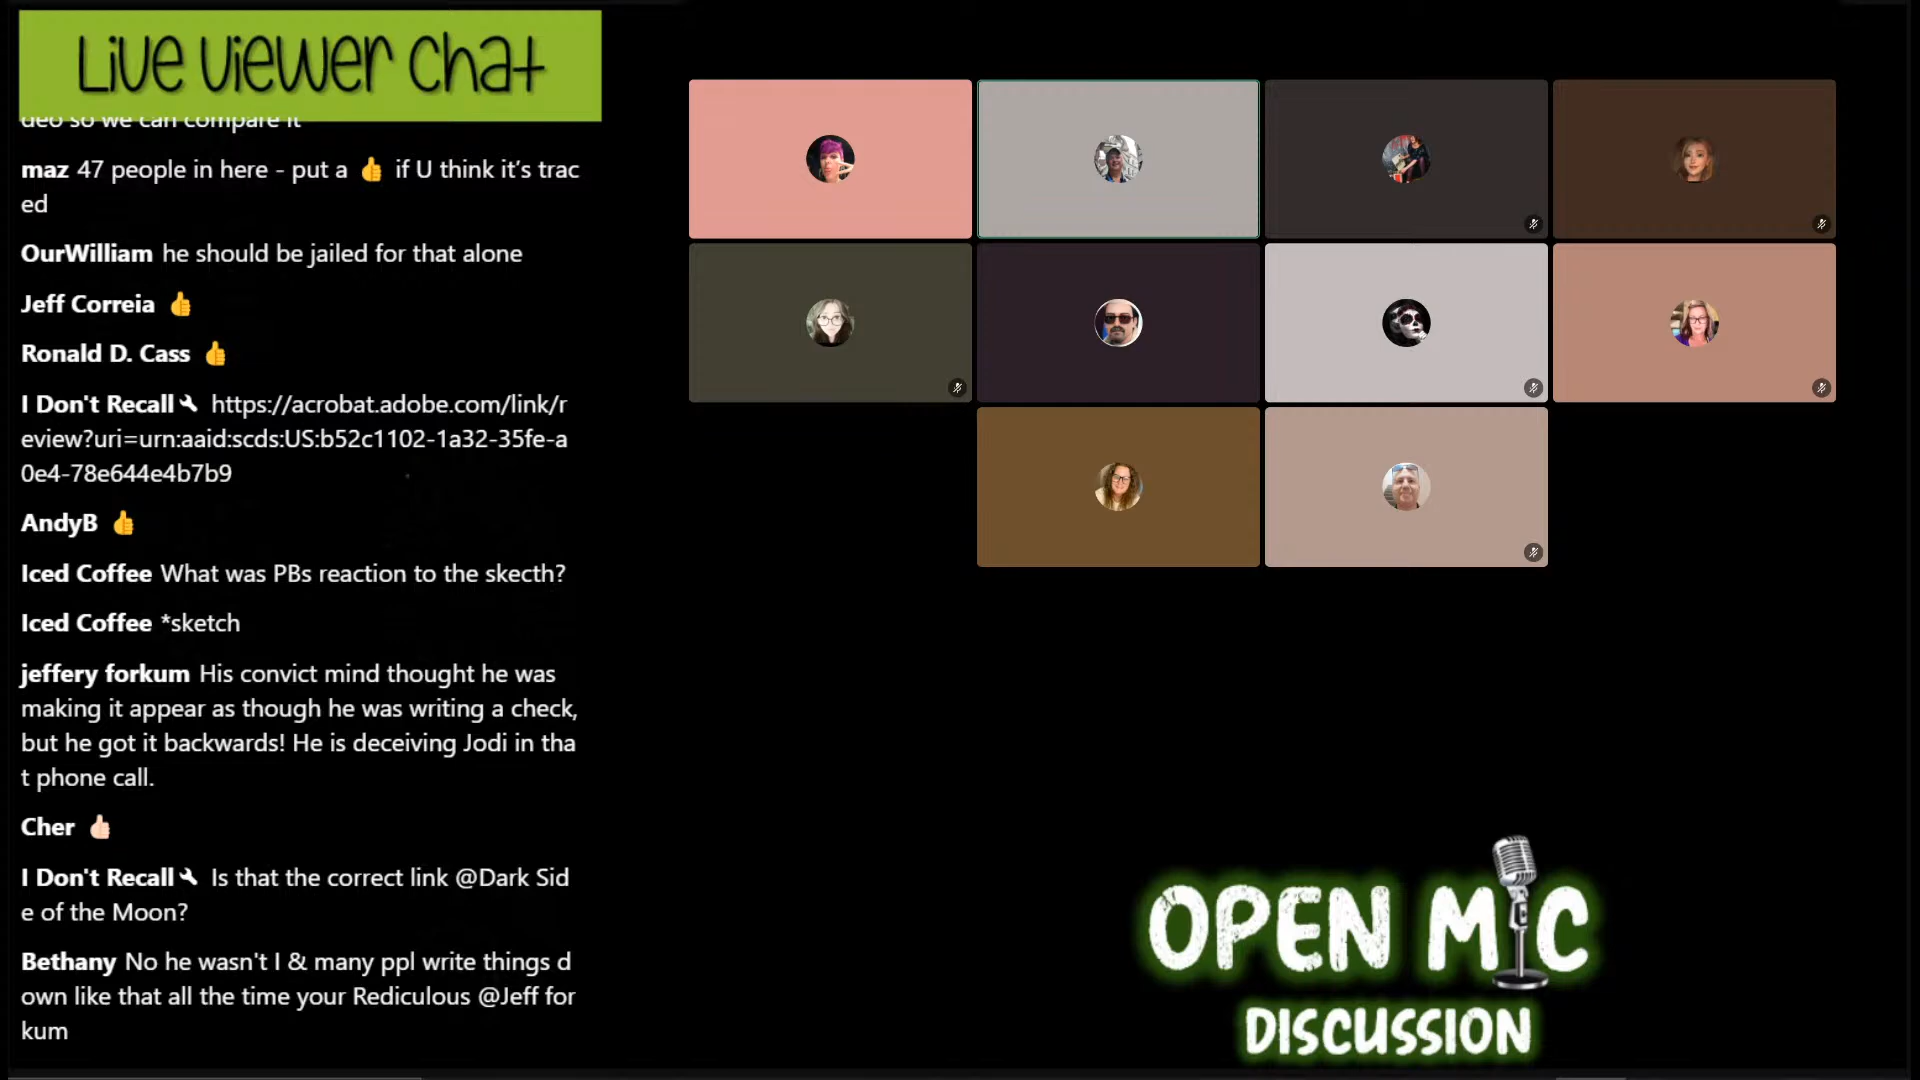 Live Viewer Chat
deo so we can compare it
maz 47 people in here - put a 👍 if U think it’s trac
ed
OurWilliam he should be jailed for that alone
Jeff Correia 👍
Ronald D. Cass 👍
I Don't Recall🔧 https://acrobat.adobe.com/link/r
eview?uri=urn:aaid:scds:US:b52c1102-1a32-35fe-a
0e4-78e644e4b7b9
AndyB 👍
Iced Coffee What was PBs reaction to the skecth?
Iced Coffee *sketch
jeffery forkum His convict mind thought he was
making it appear as though he was writing a check,
but he got it backwards! He is deceiving Jodi in tha
t phone call.
Cher 👍🏻
I Don't Recall🔧 Is that the correct link @Dark Sid
e of the Moon?
Bethany No he wasn't I & many ppl write things d
own like that all the time your Rediculous @Jeff for
kum
OPEN MIC
DISCUSSION